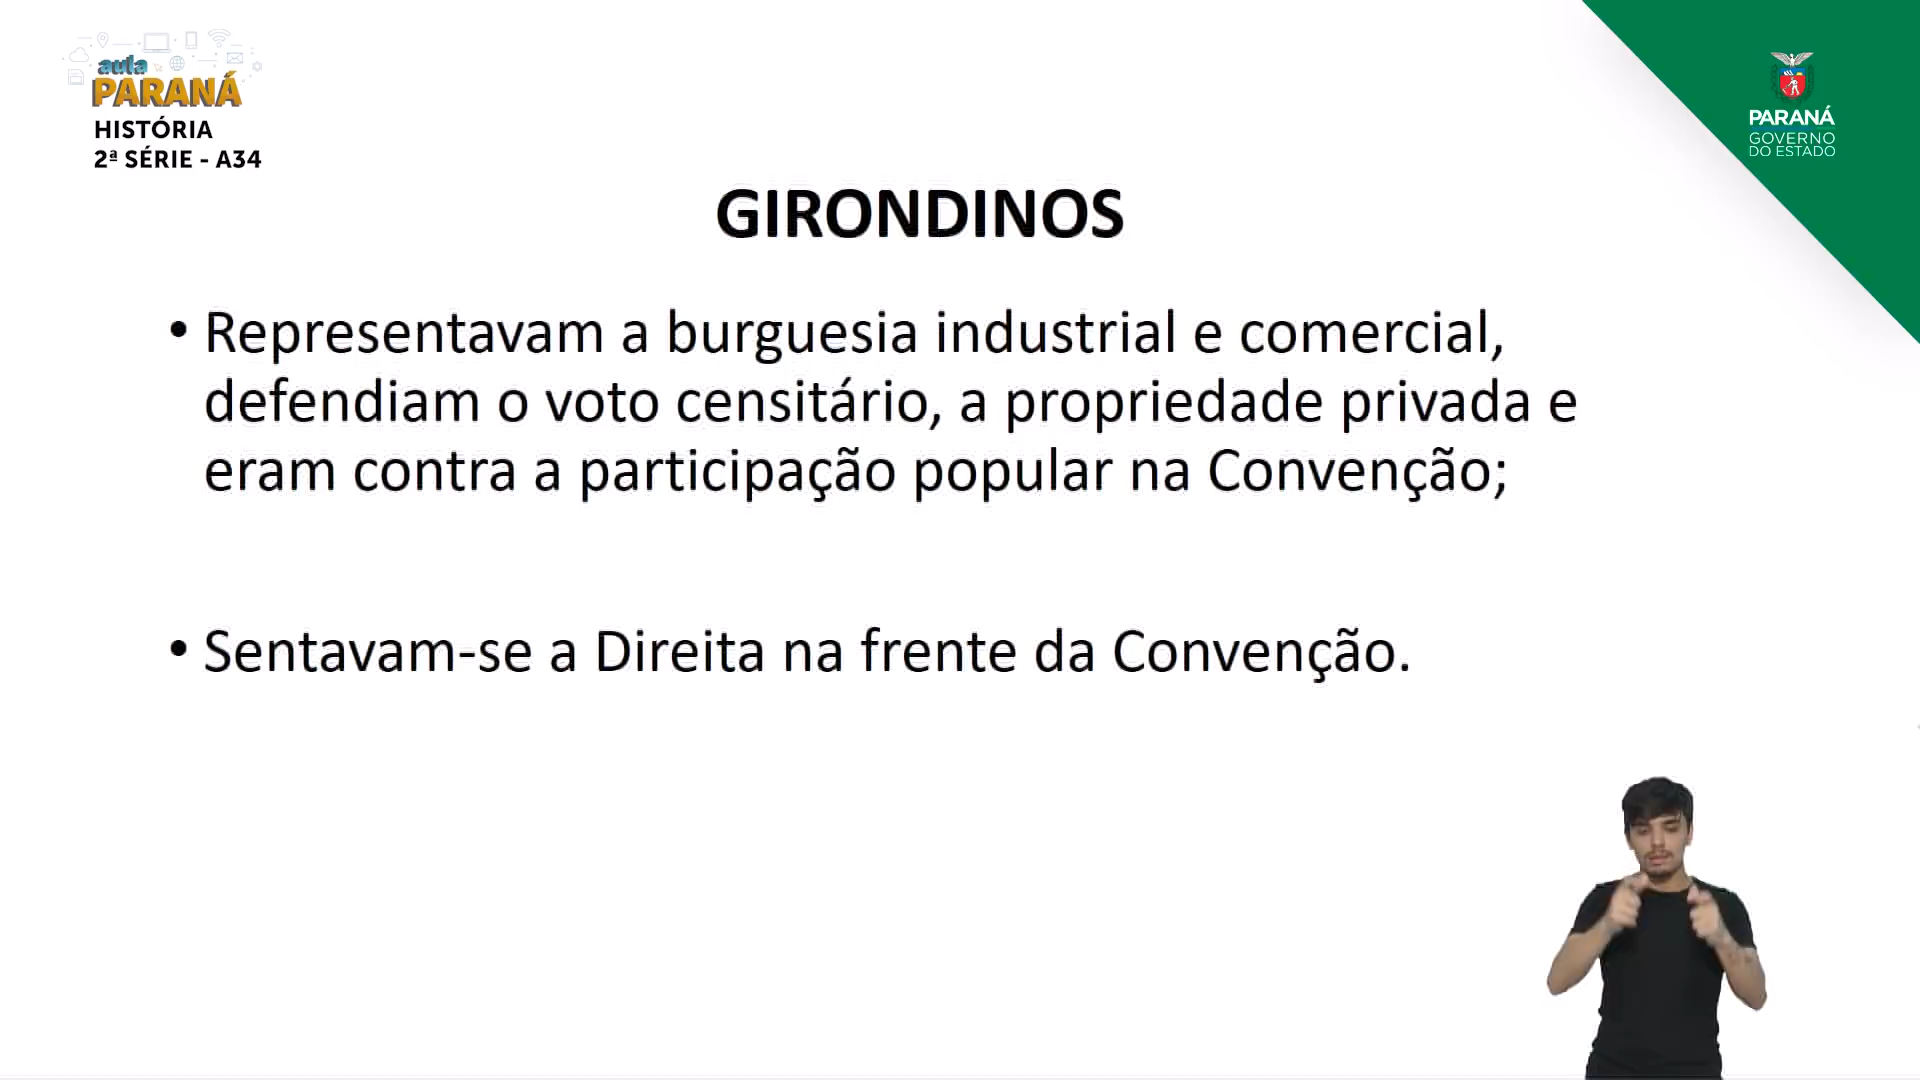 aula
PARANÁ
HISTÓRIA
2ª SÉRIE - A34
PARANÁ
GOVERNO
DO ESTADO
GIRONDINOS
• Representavam a burguesia industrial e comercial,
defendiam o voto censitário, a propriedade privada e
eram contra a participação popular na Convenção;
• Sentavam-se a Direita na frente da Convenção.